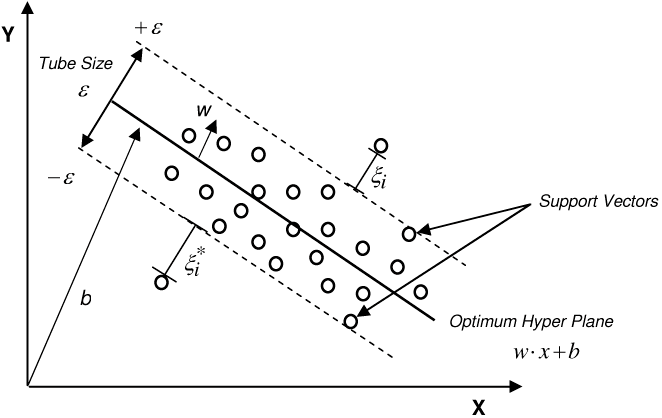 Y
+ε
Tube Size
ε
w
−ε
ξi
Support Vectors
ξi*
b
Optimum Hyper Plane
w·x+b
X